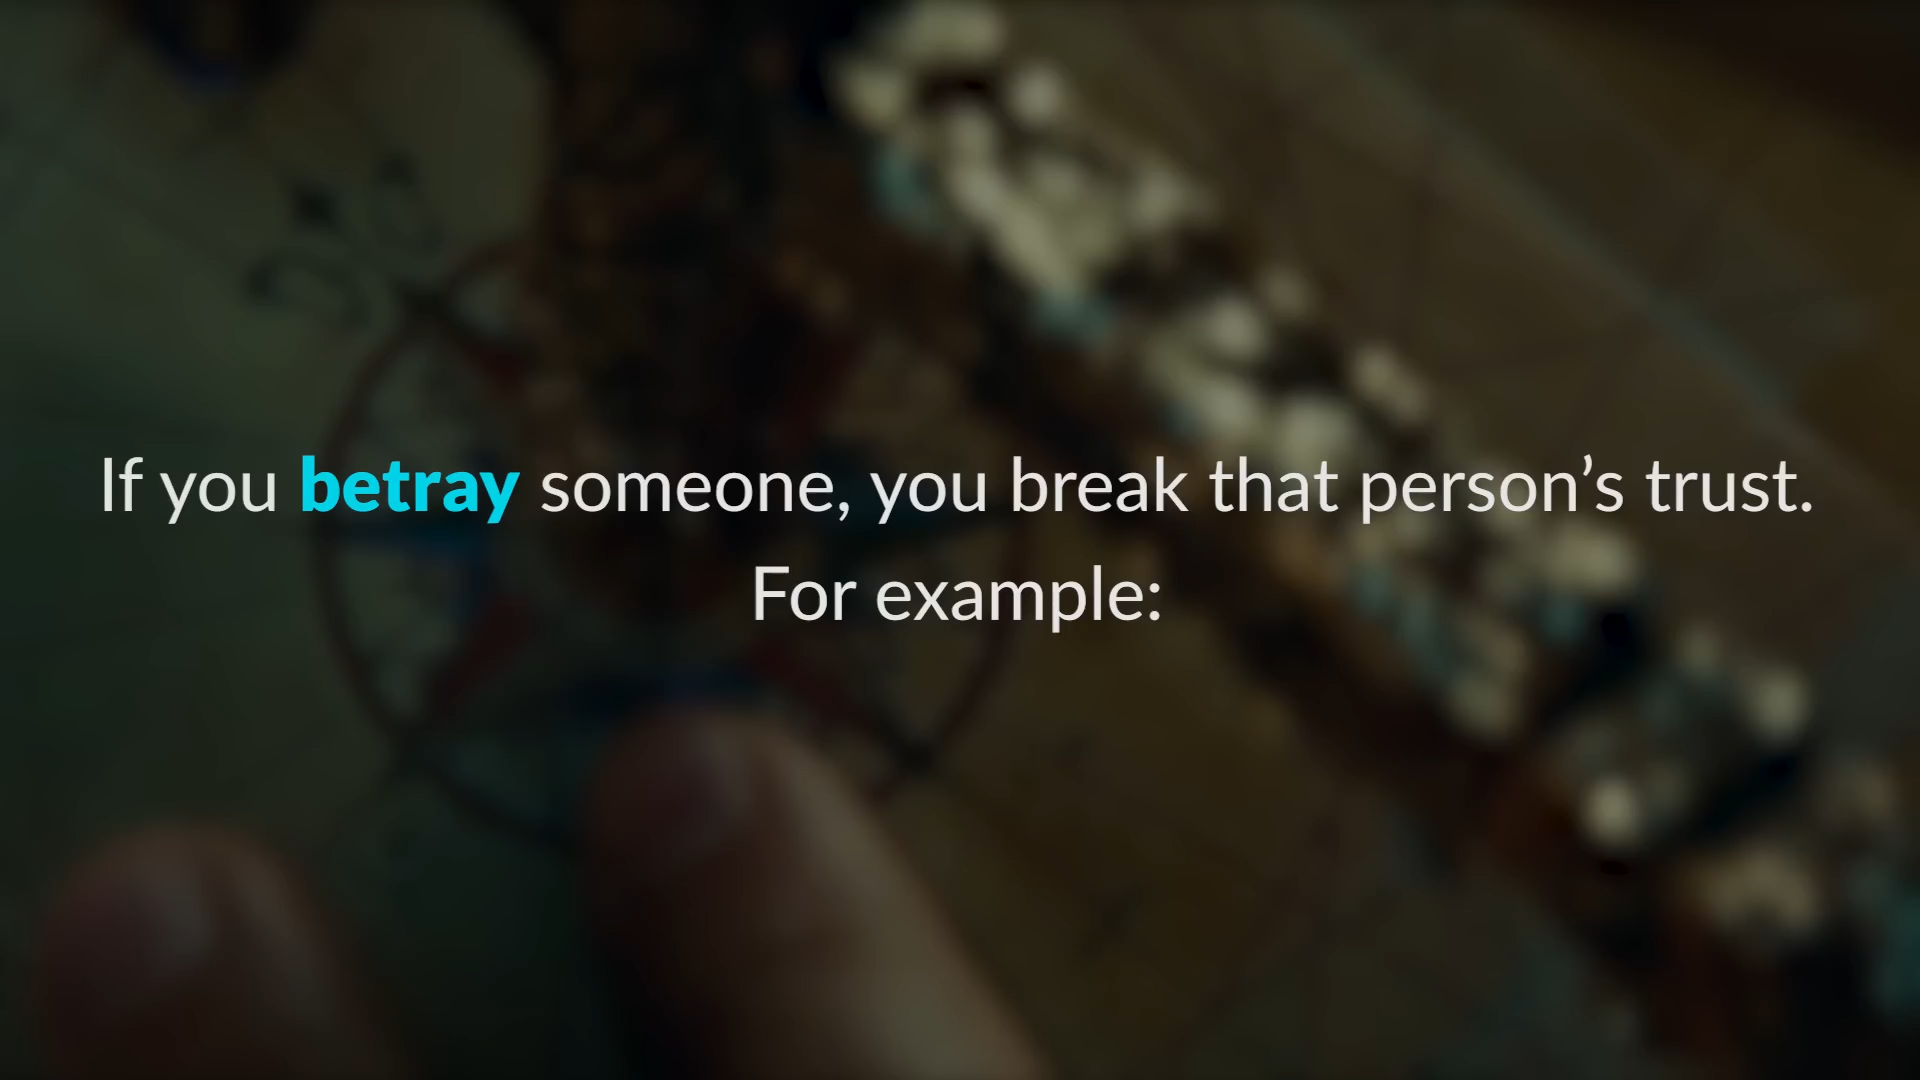 If you betray someone, you break that person’s trust.
For example: